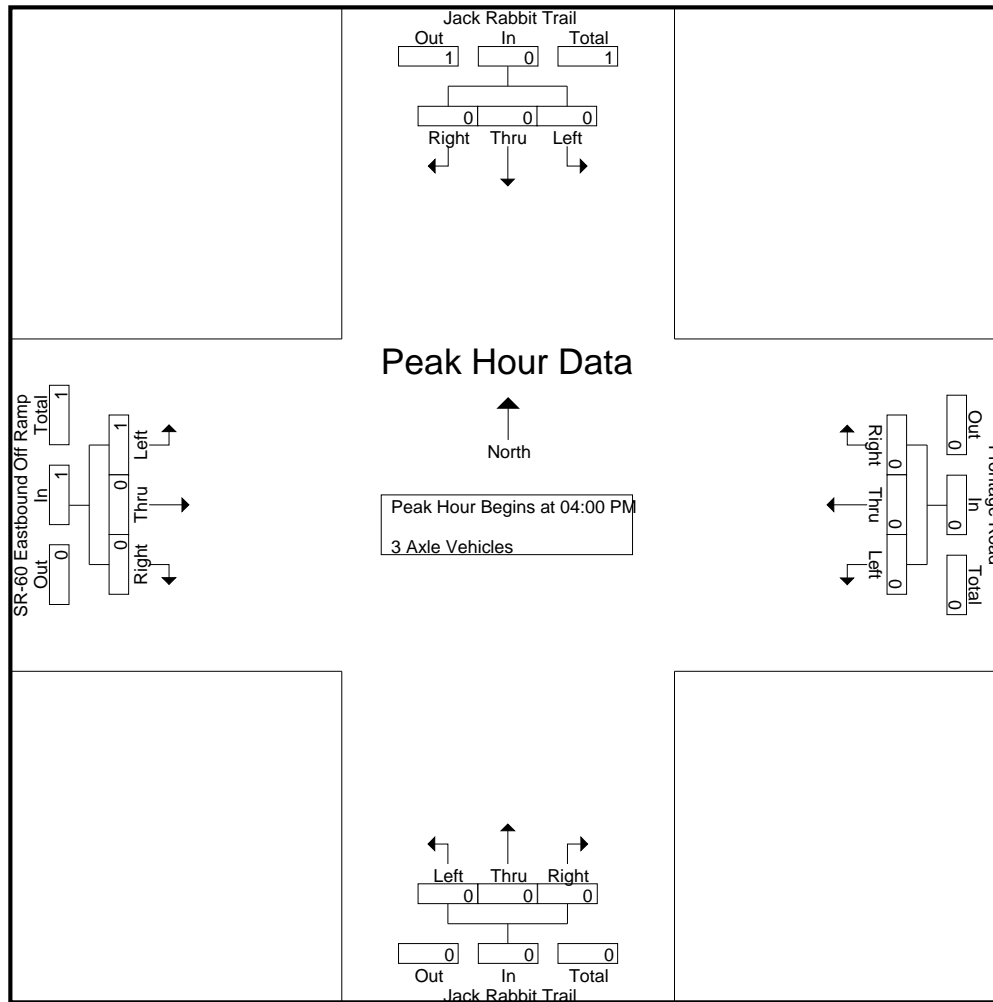 Jack Rabbit Trail
Out In Total
1 0 1
0 0 0
Right Thru Left
Peak Hour Data
North
Peak Hour Begins at 04:00 PM
3 Axle Vehicles
SR-60 Eastbound Off Ramp
Out In Total
0 1 1
1 0 0
Left Thru Right
Right Thru Left
0 0 0
Out In Total
0 0 0
Frontage Road
Left Thru Right
0 0 0
0 0 0
Out In Total
Jack Rabbit Trail